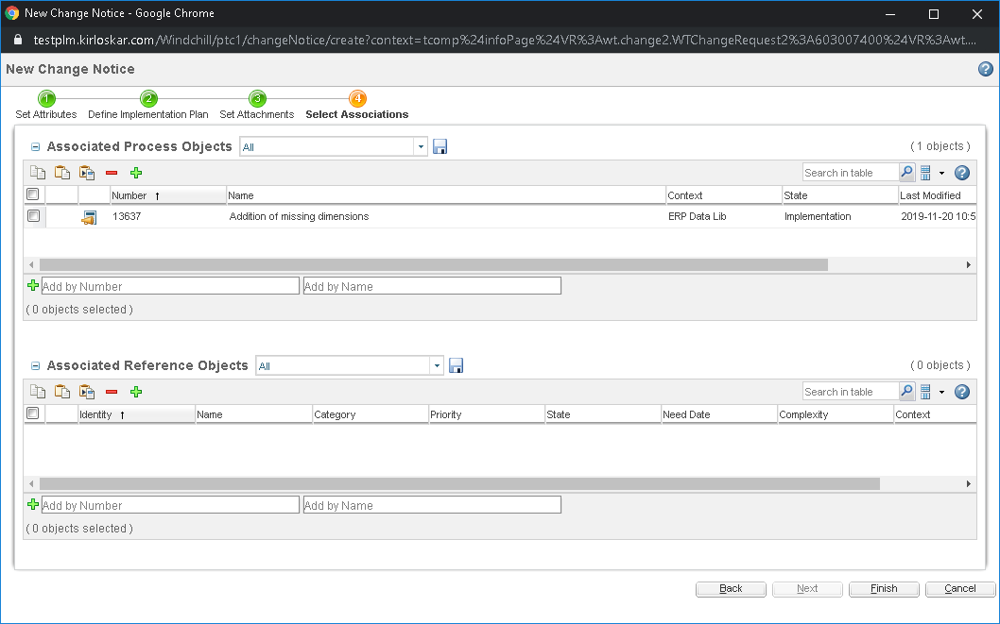 New Change Notice - Google Chrome
testplm.kirloskar.com/Windchill/ptc1/changeNotice/create?context=tcomp%24infoPage%24VR%3Awt.change2.WTChangeRequest2%3A603007400%24VR%3Awt....
New Change Notice
1 2 3 4
Set Attributes Define Implementation Plan Set Attachments Select Associations
Associated Process Objects All ( 1 objects )
Search in table
Number ↑ Name Context State Last Modified
13637 Addition of missing dimensions ERP Data Lib Implementation 2019-11-20 10:5
Add by Number Add by Name
( 0 objects selected )
Associated Reference Objects All ( 0 objects )
Search in table
Identity ↑ Name Category Priority State Need Date Complexity Context
Add by Number Add by Name
( 0 objects selected )
Back Next Finish Cancel